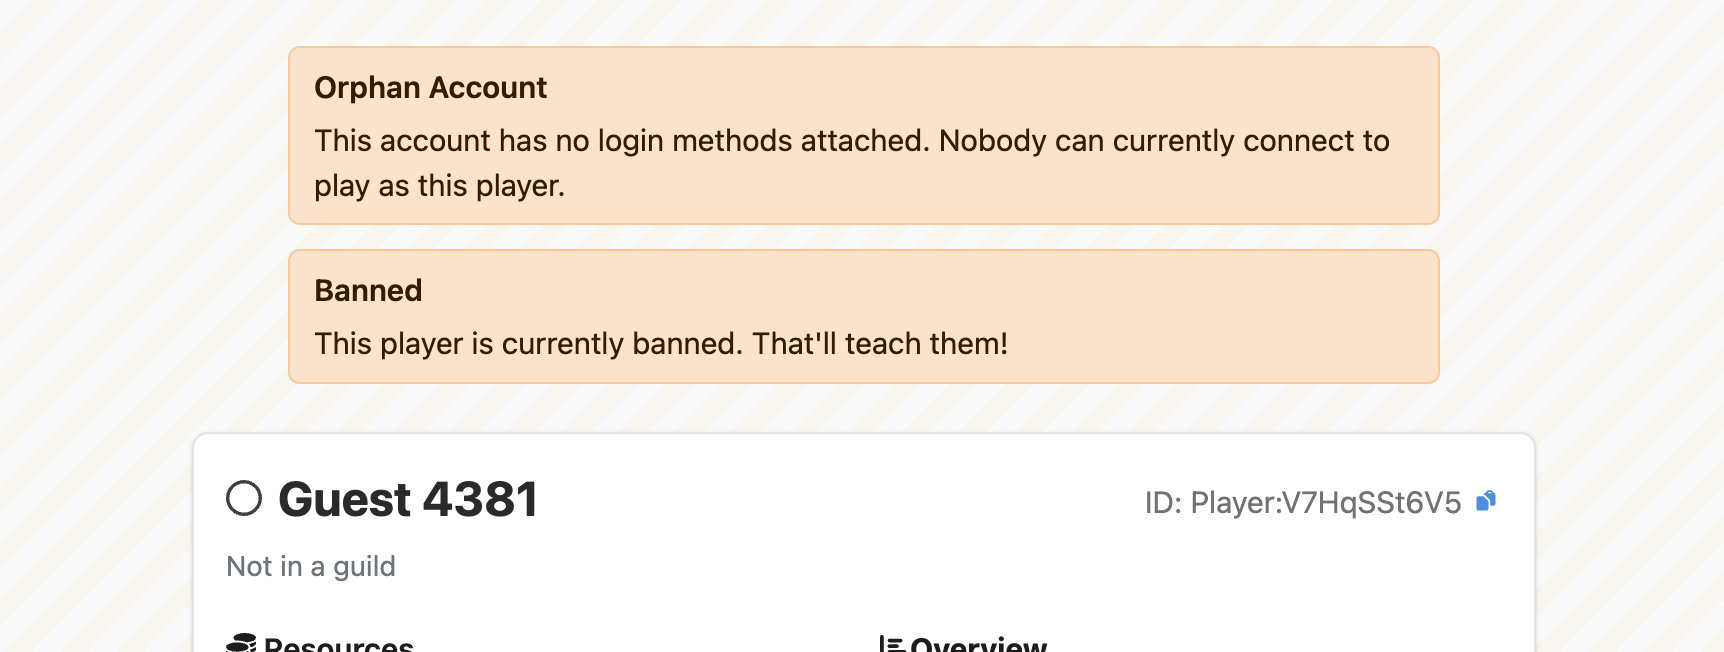 Orphan Account
This account has no login methods attached. Nobody can currently connect to
play as this player.
Banned
This player is currently banned. That'll teach them!
Guest 4381
ID: Player:V7HqSSt6V5
Not in a guild
Resources
Overview